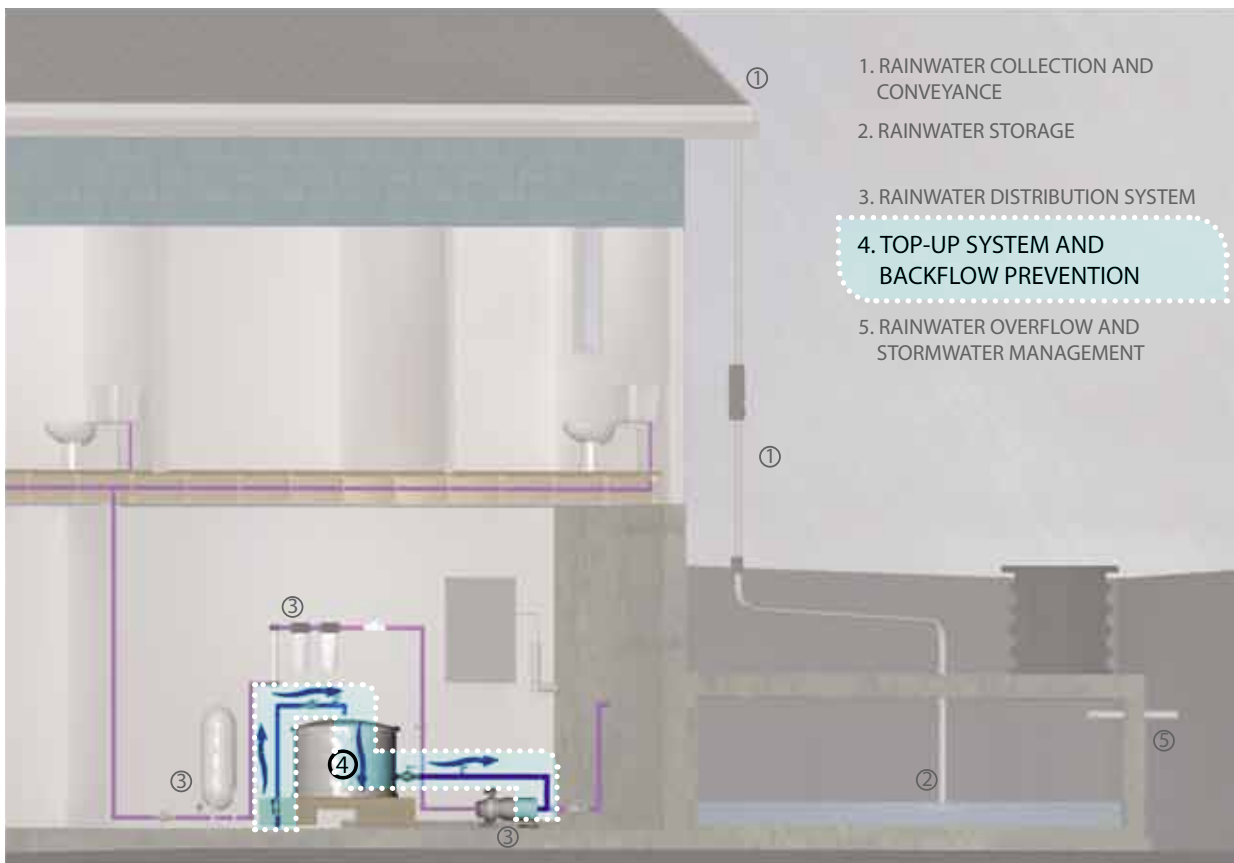 ①
1. RAINWATER COLLECTION AND
CONVEYANCE
2. RAINWATER STORAGE
3. RAINWATER DISTRIBUTION SYSTEM
4. TOP-UP SYSTEM AND
BACKFLOW PREVENTION
5. RAINWATER OVERFLOW AND
STORMWATER MANAGEMENT
①
③
④
⑤
③
②
③